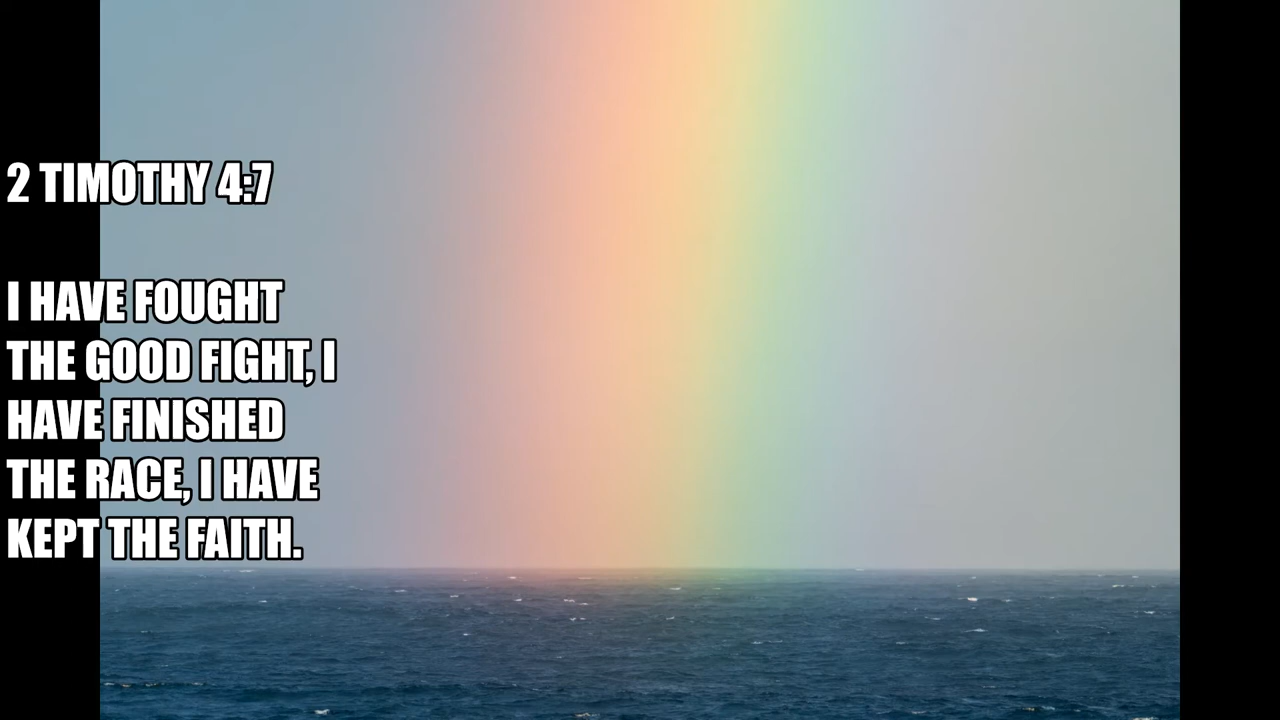 2 TIMOTHY 4:7
I HAVE FOUGHT
THE GOOD FIGHT, I
HAVE FINISHED
THE RACE, I HAVE
KEPT THE FAITH.